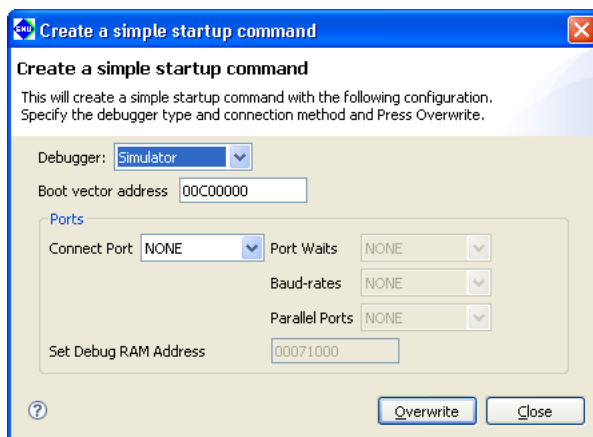 GNU Create a simple startup command
Create a simple startup command
This will create a simple startup command with the following configuration.
Specify the debugger type and connection method and Press Overwrite.
Debugger: Simulator
Boot vector address 00C00000
Ports
Connect Port NONE Port Waits NONE
Baud-rates NONE
Parallel Ports NONE
Set Debug RAM Address 00071000
? Overwrite Close